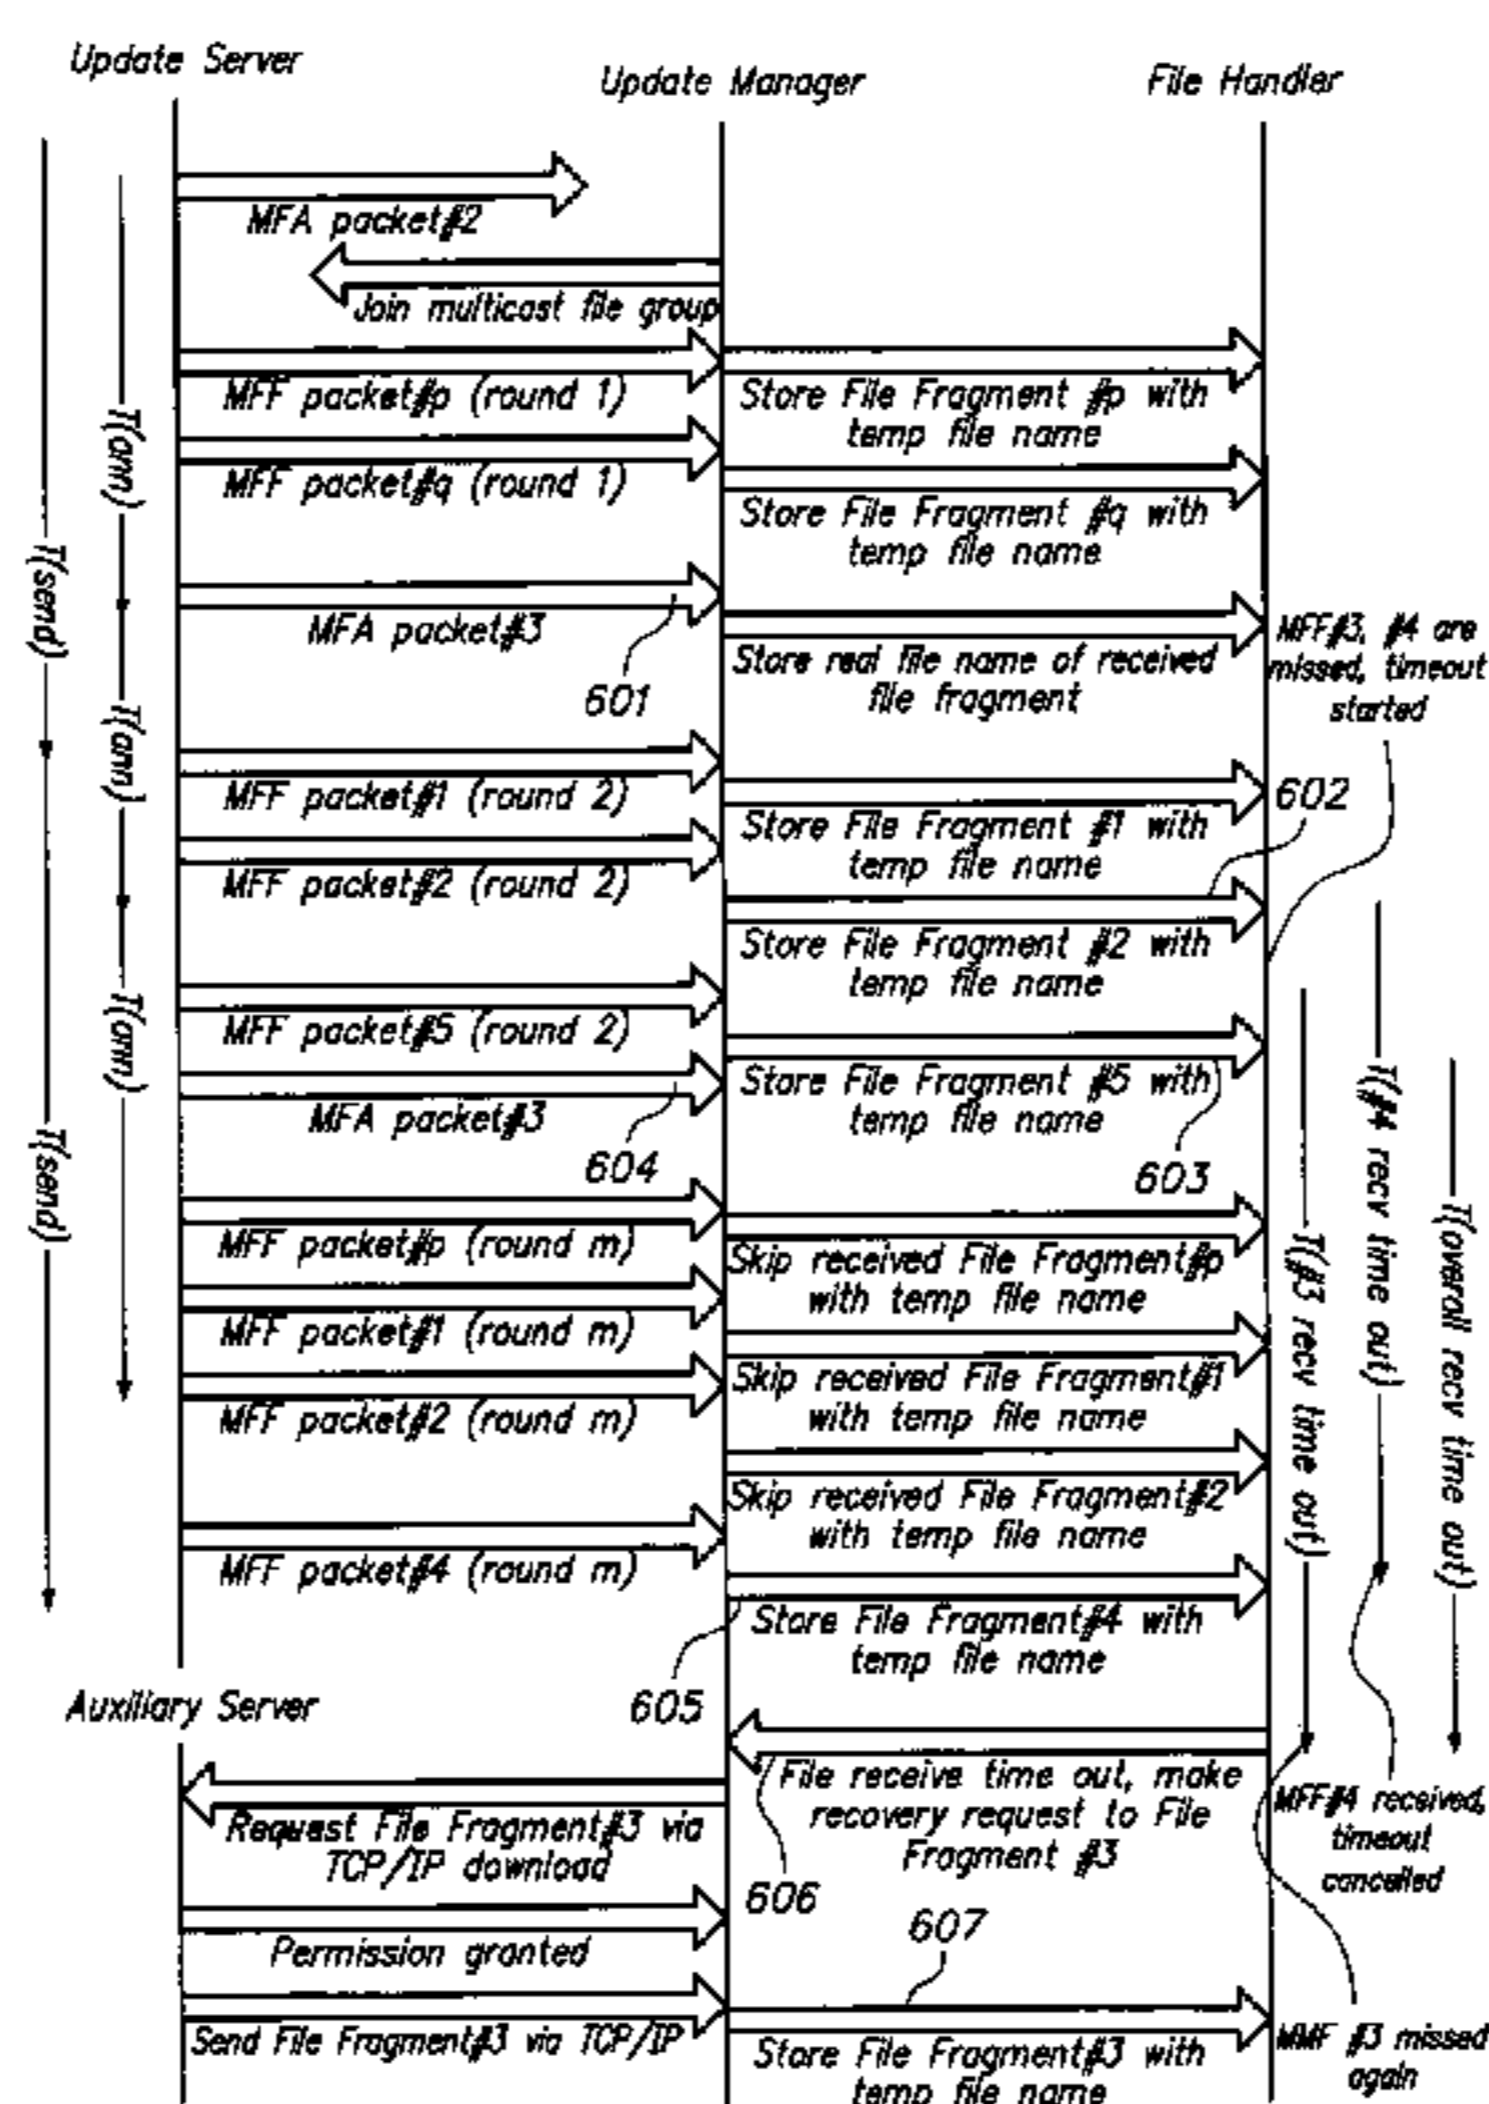 Update Server
Update Manager
File Handler
MFA packet#2
Join multicast file group
MFF packet#p (round 1)
Store File Fragment #p with
temp file name
MFF packet#q (round 1)
Store File Fragment #q with
temp file name
T(ann)
T(send)
MFA packet#3
601
Store real file name of received
file fragment
MFF#3, #4 are
missed, timeout
started
T(ann)
MFF packet#1 (round 2)
Store File Fragment #1 with
temp file name
602
MFF packet#2 (round 2)
Store File Fragment #2 with
temp file name
T(ann)
MFF packet#5 (round 2)
Store File Fragment #5 with
temp file name
MFA packet#3
604
603
T(send)
T(#4 recv time out)
T(overall recv time out)
T(#3 recv time out)
MFF packet#p (round m)
Skip received File Fragment#p
with temp file name
MFF packet#1 (round m)
Skip received File Fragment#1
with temp file name
MFF packet#2 (round m)
Skip received File Fragment#2
with temp file name
MFF packet#4 (round m)
Store File Fragment#4 with
temp file name
605
Auxiliary Server
File receive time out, make
recovery request to File
Fragment #3
606
MFF#4 received,
timeout
cancelled
Request File Fragment#3 via
TCP/IP download
Permission granted
607
Send File Fragment#3 via TCP/IP
Store File Fragment#3 with
temp file name
MMF #3 missed
again